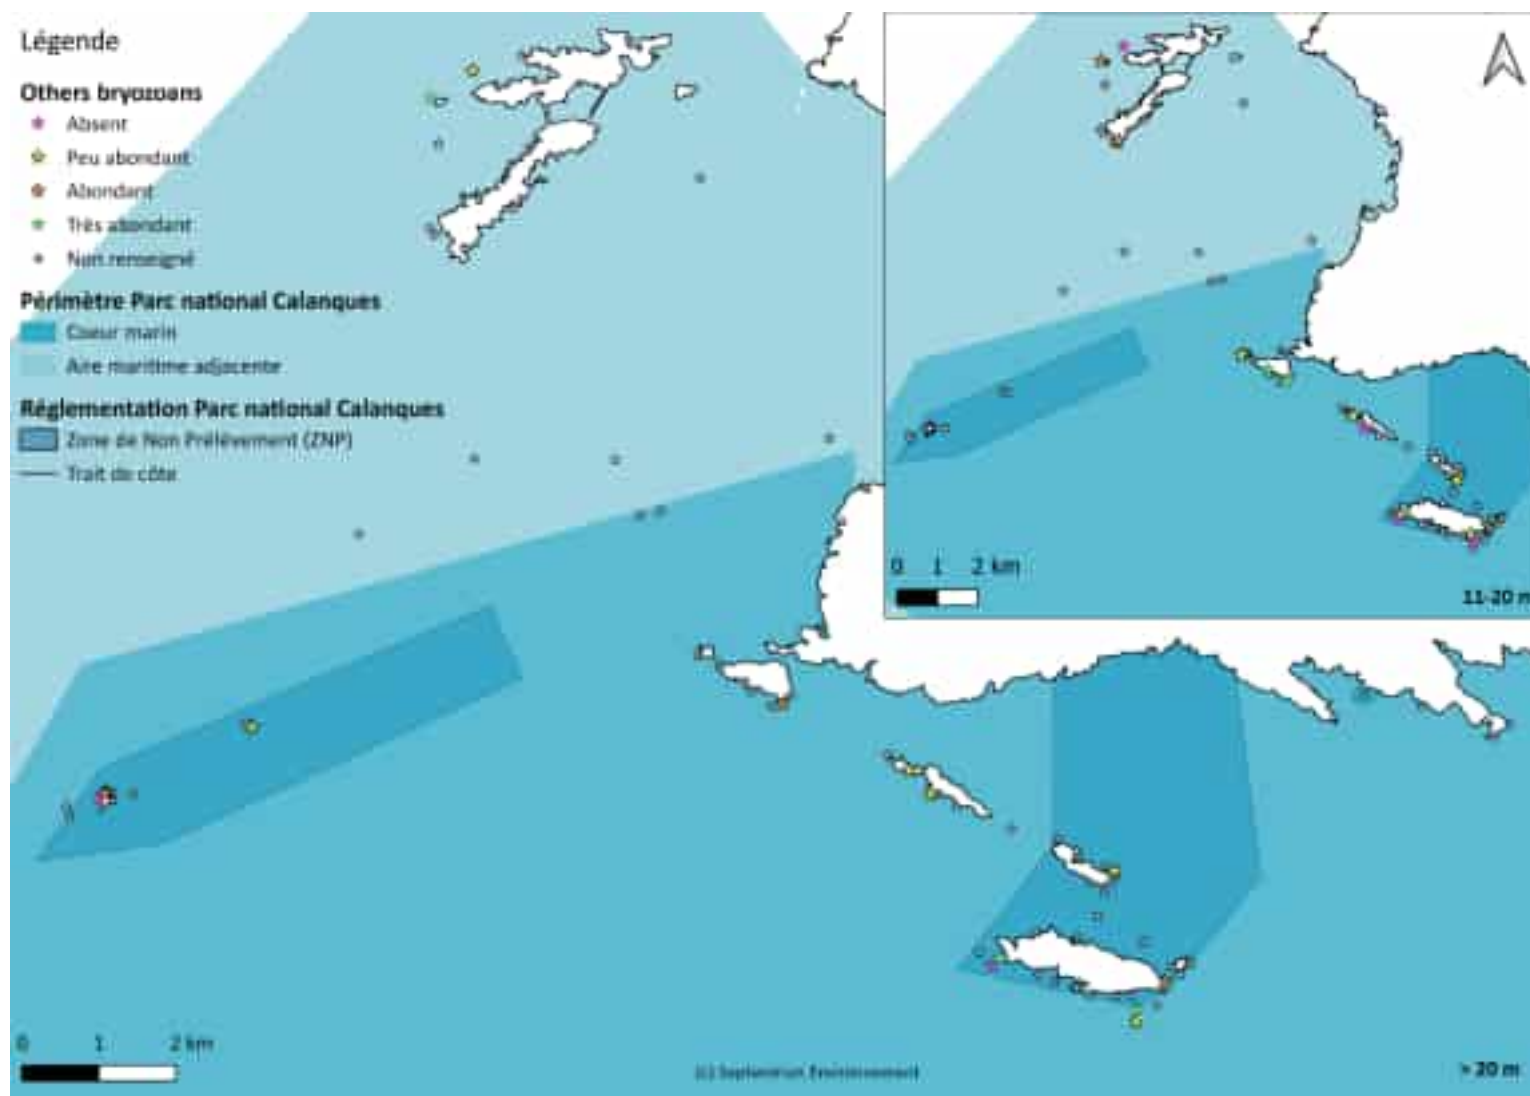 Légende
Others bryozoans
Absent
Peu abondant
Abondant
Très abondant
Non renseigné
Périmètre Parc national Calanques
Coeur marin
Aire maritime adjacente
Réglementation Parc national Calanques
Zone de Non Prélèvement (ZNP)
Trait de côte
0 1 2 km
11-20 m
0 1 2 km
(c) Septentrion Environnement
> 20 m